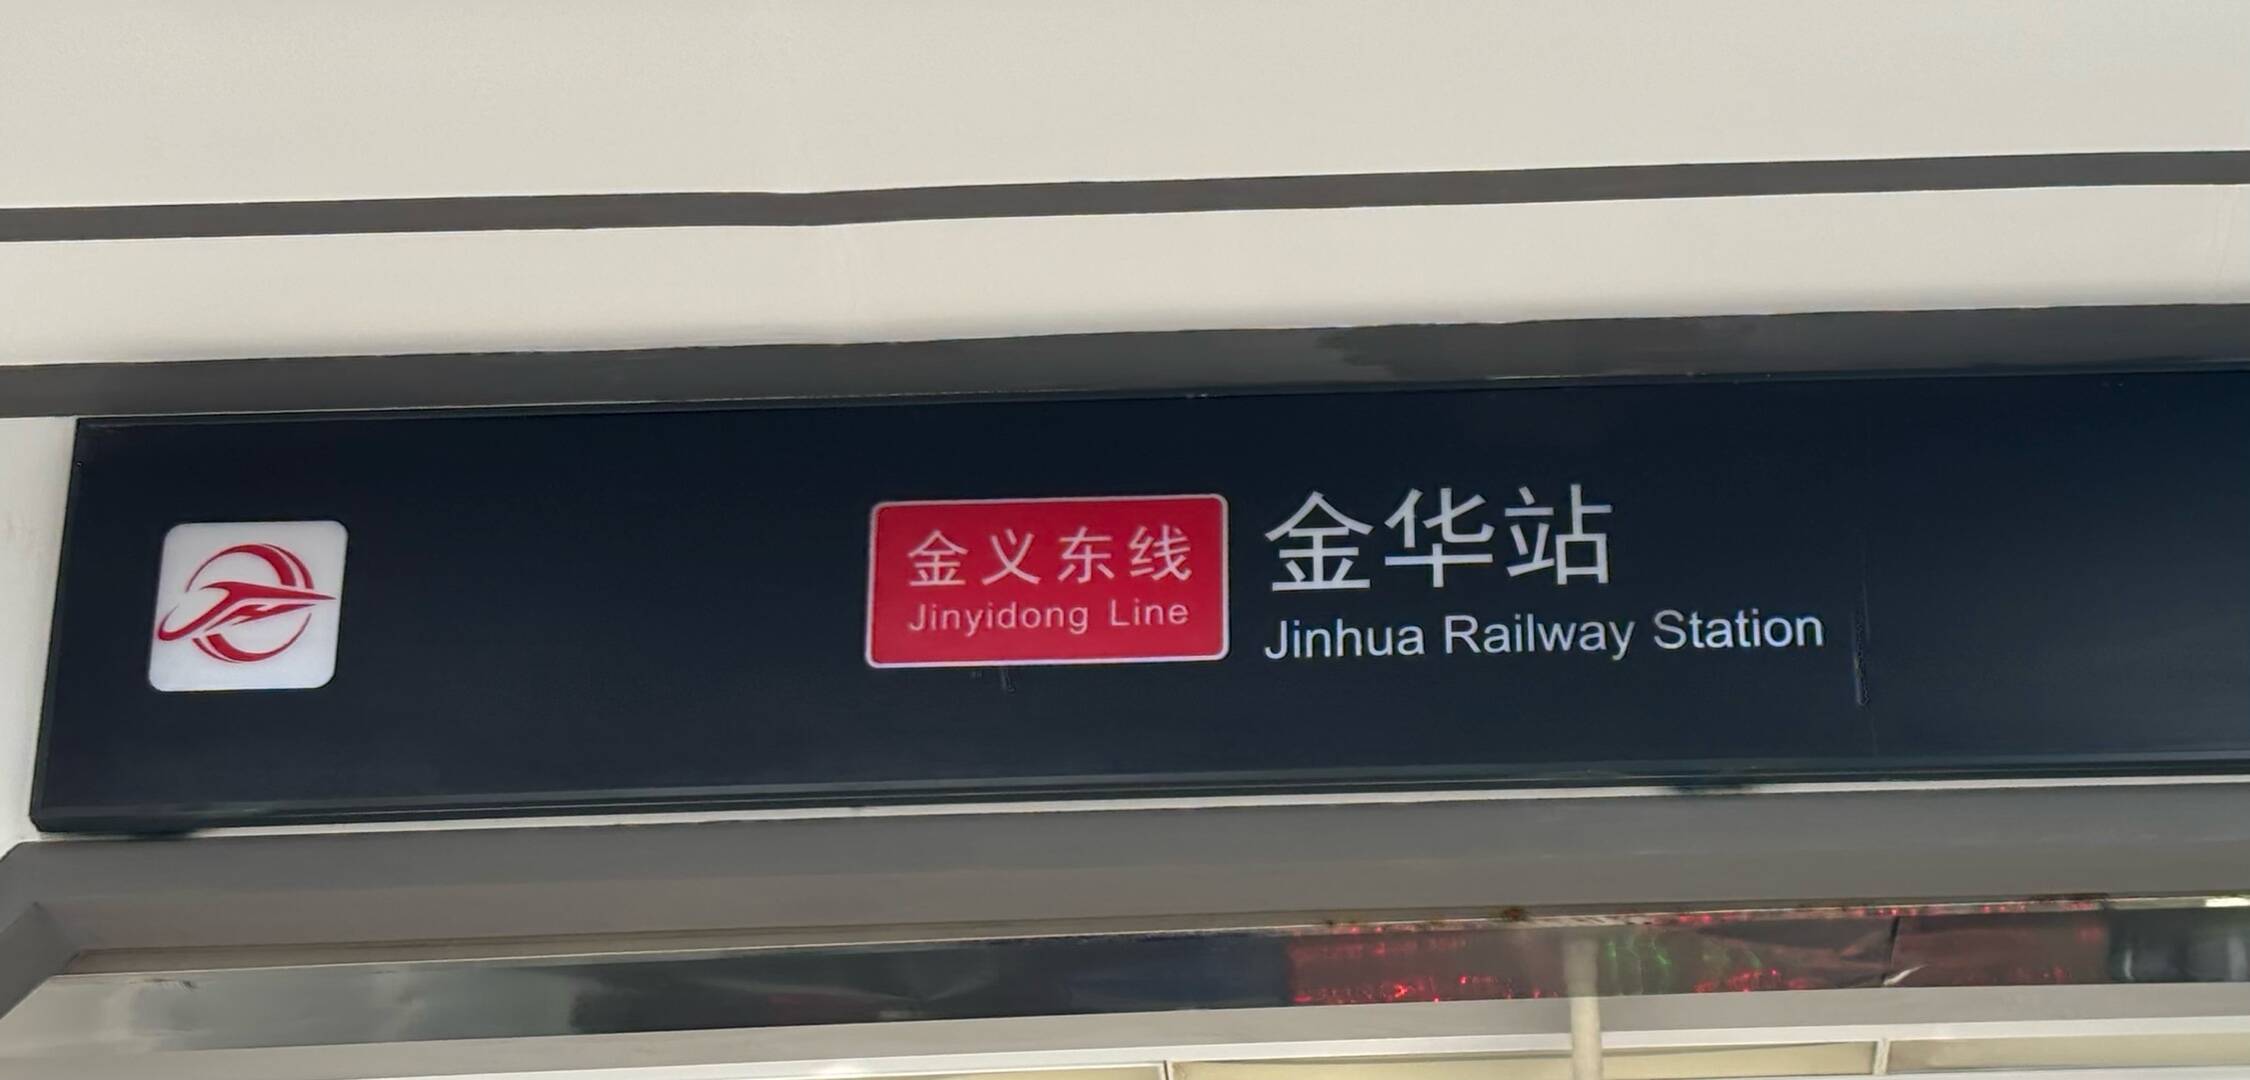 金义东线
Jinyidong Line
金华站
Jinhua Railway Station